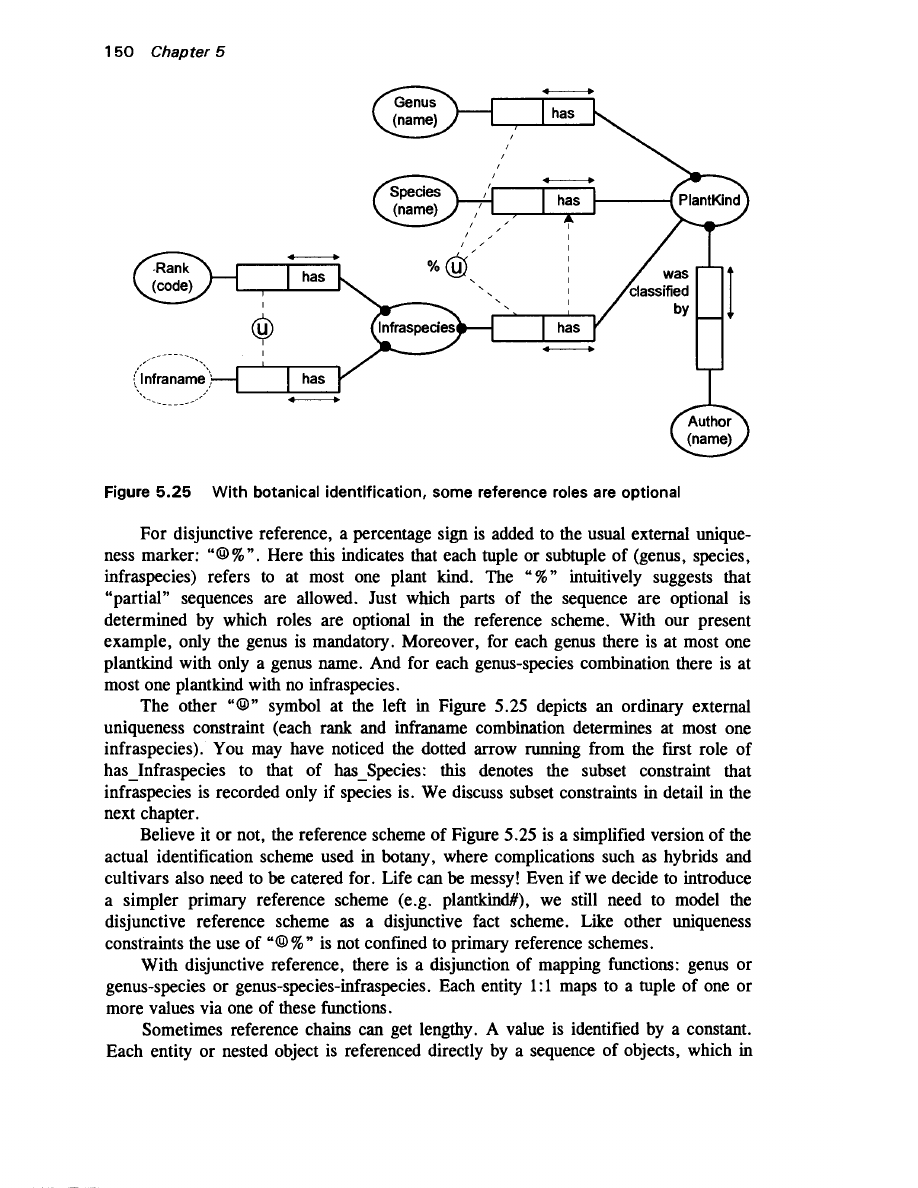 150 Chapter 5
Genus
(name)
has
Species
(name)
has
PlantKind
% U
Rank
(code)
has
was
classified
by
U
Infraspecies
has
Infraname
has
Author
(name)
Figure 5.25 With botanical identification, some reference roles are optional
For disjunctive reference, a percentage sign is added to the usual external unique-
ness marker: “Ⓤ%”. Here this indicates that each tuple or subtuple of (genus, species,
infraspecies) refers to at most one plant kind. The “%” intuitively suggests that
“partial” sequences are allowed. Just which parts of the sequence are optional is
determined by which roles are optional in the reference scheme. With our present
example, only the genus is mandatory. Moreover, for each genus there is at most one
plantkind with only a genus name. And for each genus-species combination there is at
most one plantkind with no infraspecies.
The other “Ⓤ” symbol at the left in Figure 5.25 depicts an ordinary external
uniqueness constraint (each rank and infraname combination determines at most one
infraspecies). You may have noticed the dotted arrow running from the first role of
has_Infraspecies to that of has_Species: this denotes the subset constraint that
infraspecies is recorded only if species is. We discuss subset constraints in detail in the
next chapter.
Believe it or not, the reference scheme of Figure 5.25 is a simplified version of the
actual identification scheme used in botany, where complications such as hybrids and
cultivars also need to be catered for. Life can be messy! Even if we decide to introduce
a simpler primary reference scheme (e.g. plantkind#), we still need to model the
disjunctive reference scheme as a disjunctive fact scheme. Like other uniqueness
constraints the use of “Ⓤ%” is not confined to primary reference schemes.
With disjunctive reference, there is a disjunction of mapping functions: genus or
genus-species or genus-species-infraspecies. Each entity 1:1 maps to a tuple of one or
more values via one of these functions.
Sometimes reference chains can get lengthy. A value is identified by a constant.
Each entity or nested object is referenced directly by a sequence of objects, which in